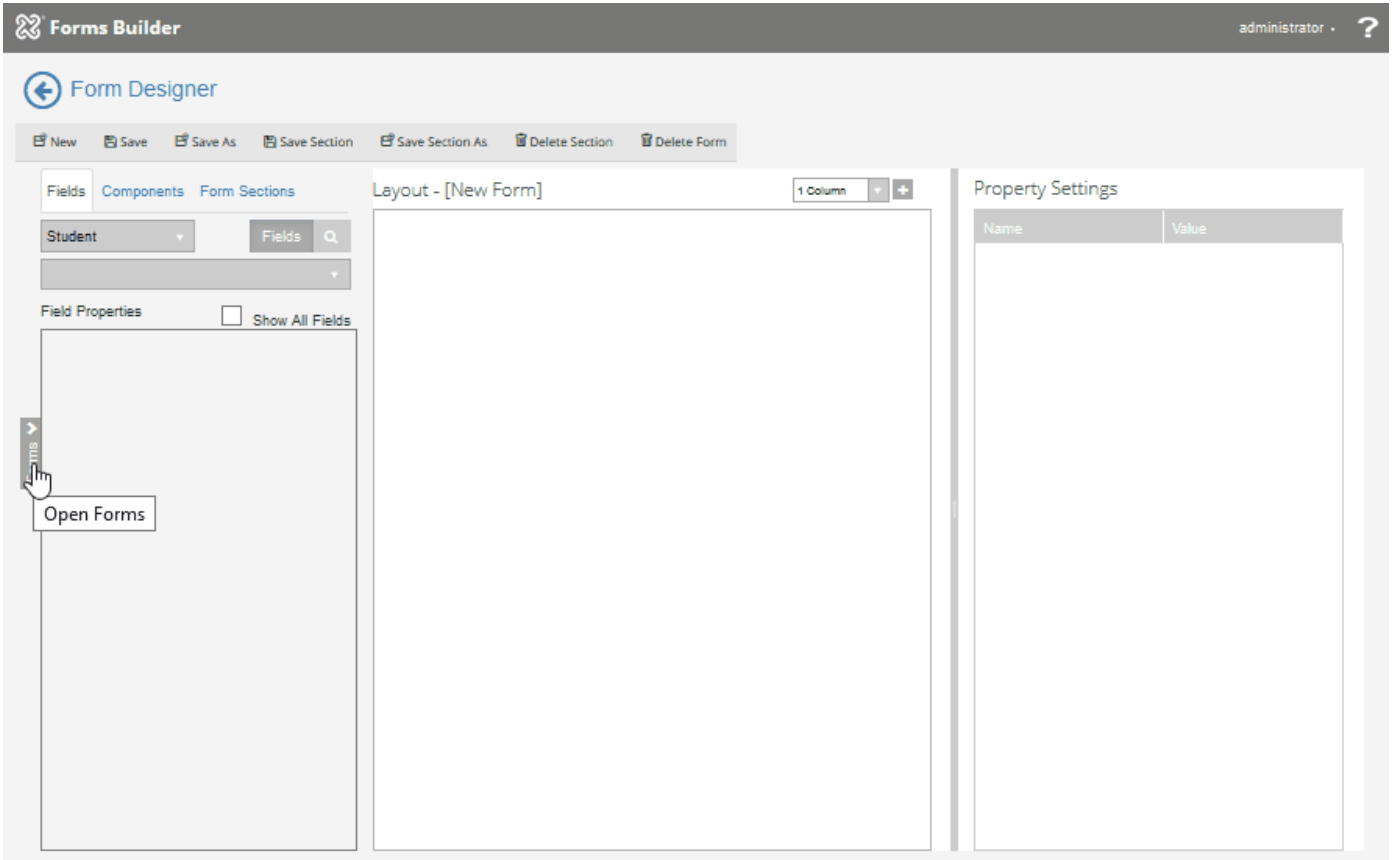 Forms Builder
administrator
?
Form Designer
New Save Save As Save Section Save Section As Delete Section Delete Form
Fields Components Form Sections
Layout - [New Form]
1 Column
Property Settings
Student
Fields
Name Value
Field Properties
Show All Fields
Open Forms